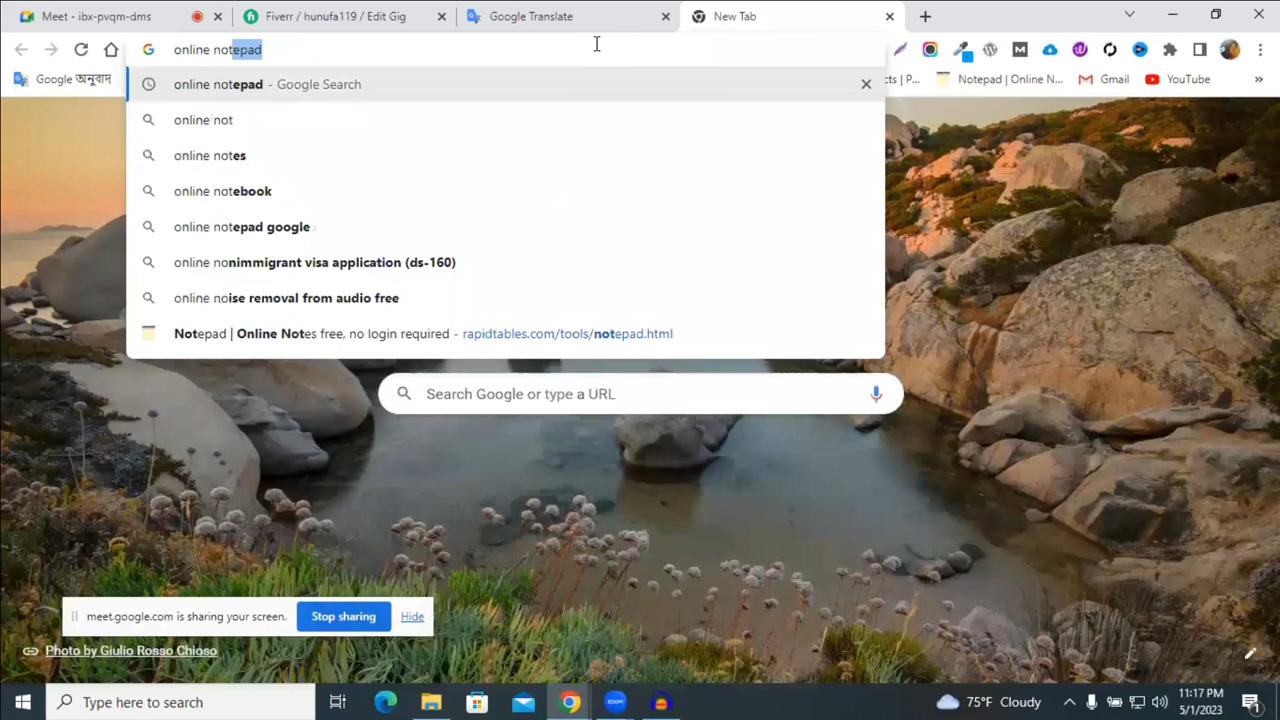 Meet - ibx-pvqm-dms
Fiverr / hunufa119 / Edit Gig
Google Translate
New Tab
online notepad
Google অনুবাদ
cts | P...
Notepad | Online N...
Gmail
YouTube
»
online notepad - Google Search
online not
online notes
online notebook
online notepad google
online nonimmigrant visa application (ds-160)
online noise removal from audio free
Notepad | Online Notes free, no login required - rapidtables.com/tools/notepad.html
Search Google or type a URL
meet.google.com is sharing your screen.
Stop sharing
Hide
Photo by Giulio Rosso Chioso
Type here to search
zoom
75°F Cloudy
11:17 PM
5/1/2023
1